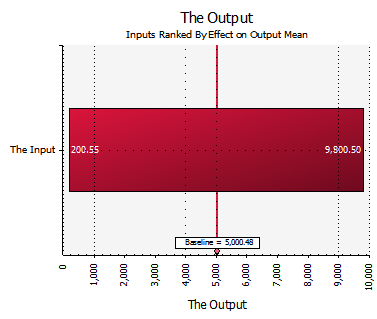 The Output
Inputs Ranked By Effect on Output Mean
The Input
200.55
9,800.50
Baseline = 5,000.48
0
1,000
2,000
3,000
4,000
5,000
6,000
7,000
8,000
9,000
10,000
The Output